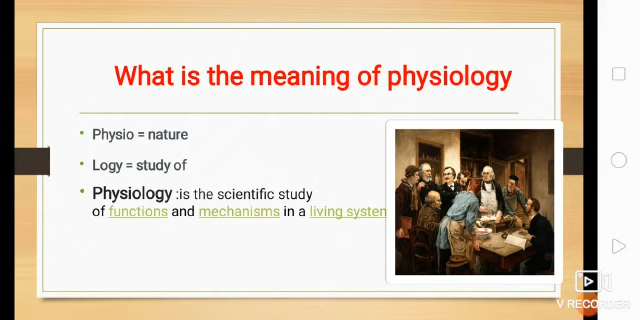 What is the meaning of physiology
Physio = nature
Logy = study of
Physiology :is the scientific study
of functions and mechanisms in a living system
V RECORDER